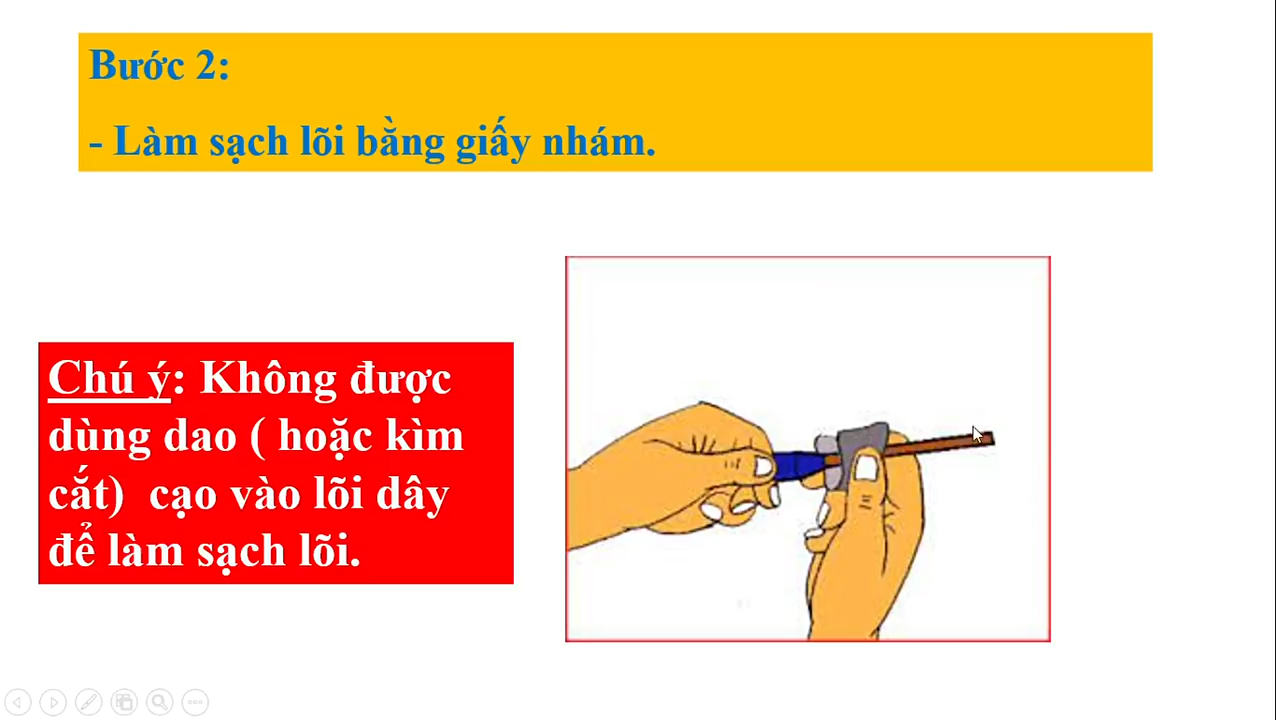 Bước 2:
- Làm sạch lõi bằng giấy nhám.
Chú ý: Không được
dùng dao ( hoặc kìm
cắt)  cạo vào lõi dây
để làm sạch lõi.